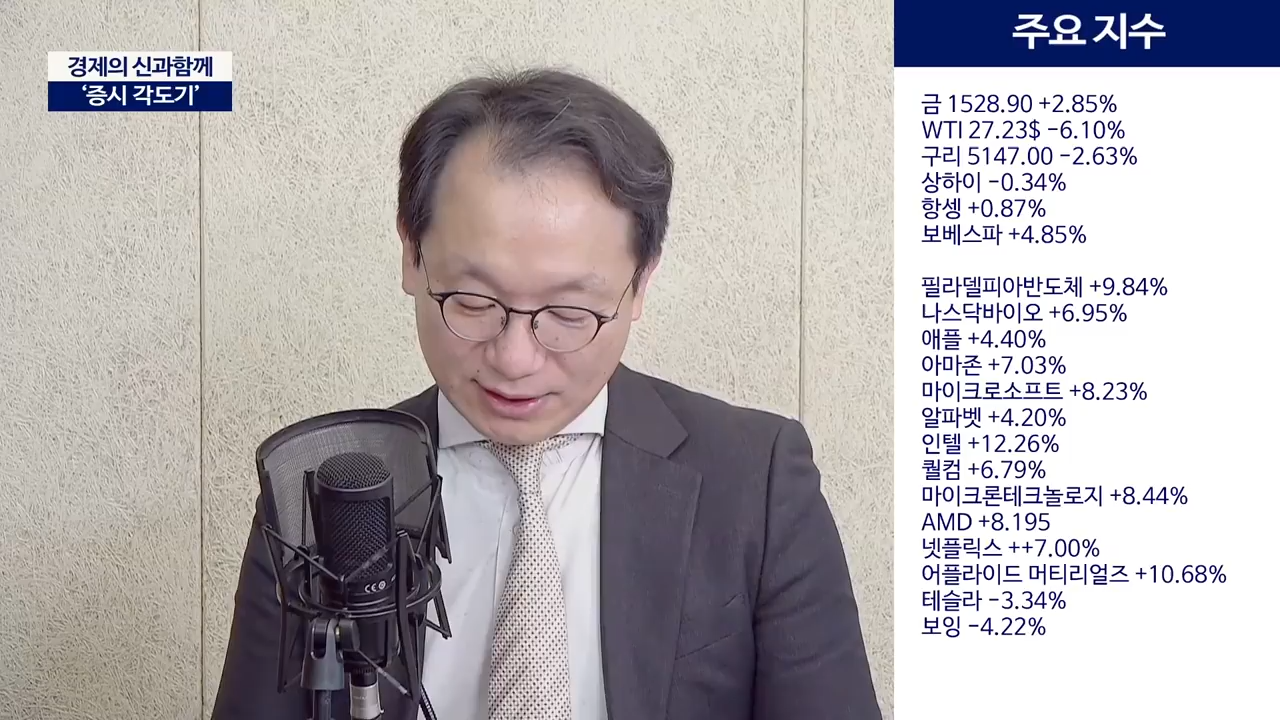 경제의 신과함께
'증시 각도기'
주요 지수
금 1528.90 +2.85%
WTI 27.23$ -6.10%
구리 5147.00 -2.63%
상하이 -0.34%
항셍 +0.87%
보베스파 +4.85%
필라델피아반도체 +9.84%
나스닥바이오 +6.95%
애플 +4.40%
아마존 +7.03%
마이크로소프트 +8.23%
알파벳 +4.20%
인텔 +12.26%
퀄컴 +6.79%
마이크론테크놀로지 +8.44%
AMD +8.195
넷플릭스 ++7.00%
어플라이드 머티리얼즈 +10.68%
테슬라 -3.34%
보잉 -4.22%
CE